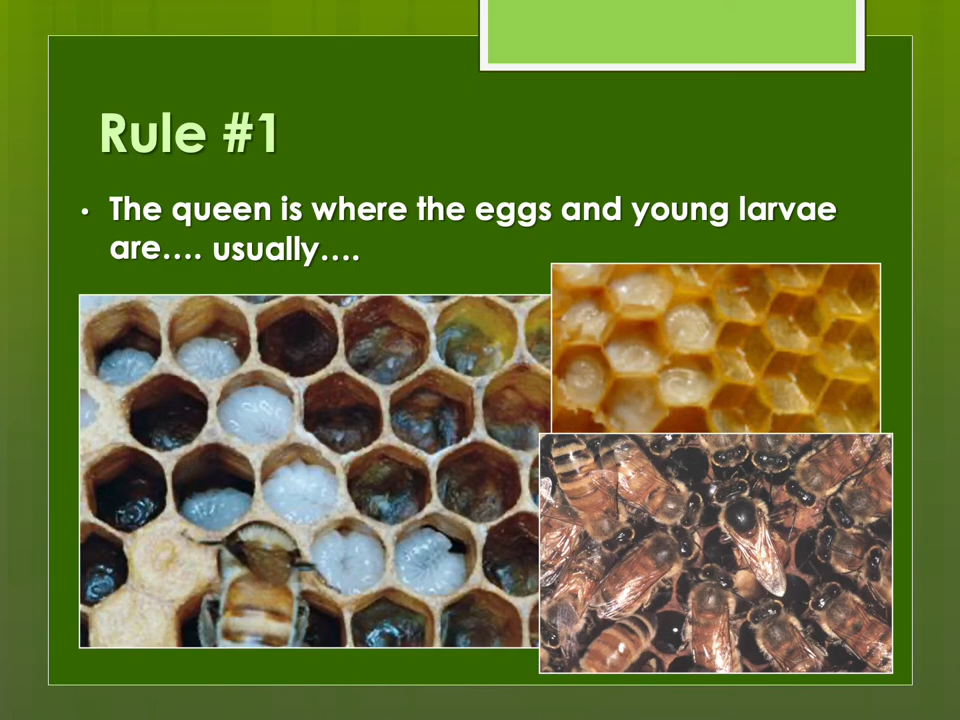 Rule #1
• The queen is where the eggs and young larvae
are…. usually….